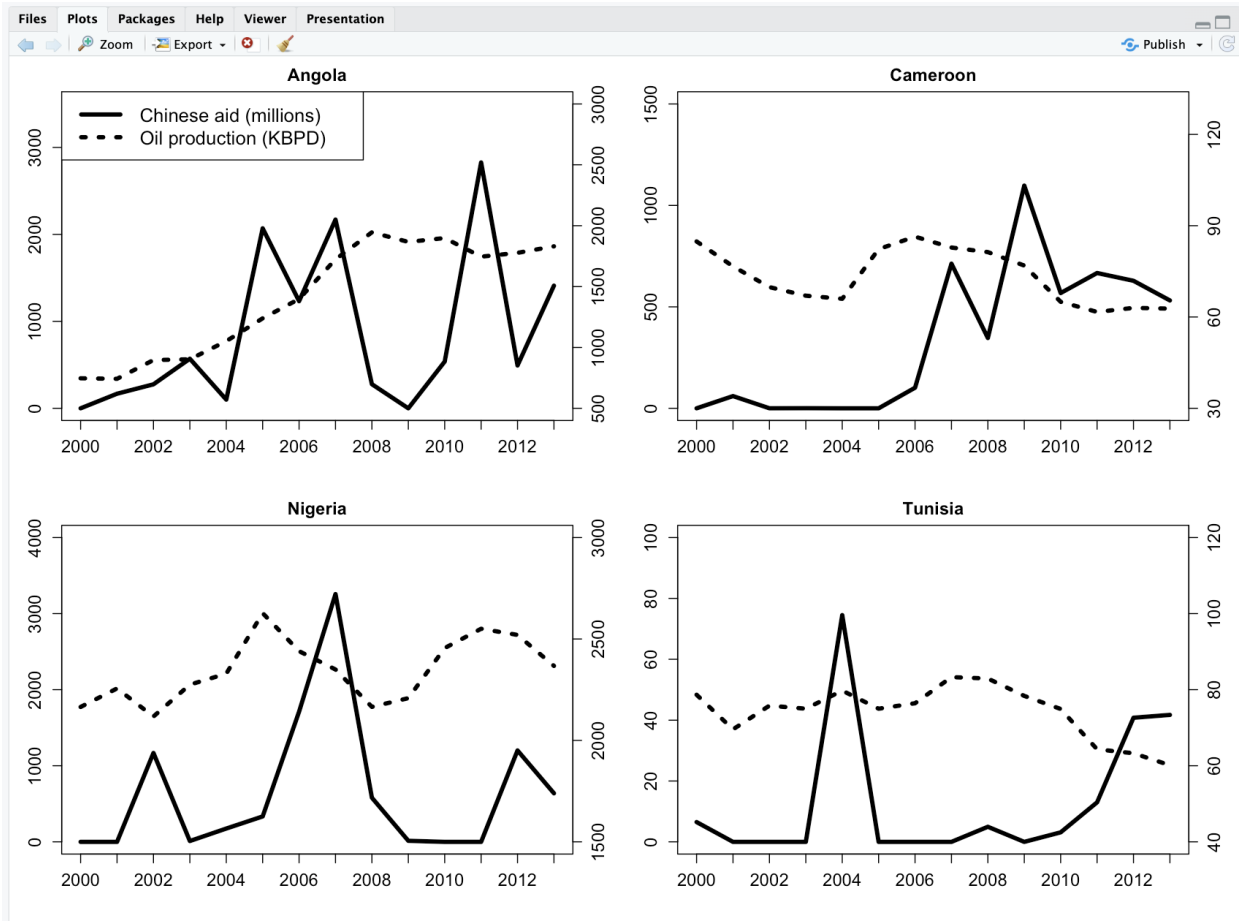 Files Plots Packages Help Viewer Presentation
Zoom Export Publish
Angola
Chinese aid (millions)
Oil production (KBPD)
0 1000 2000 3000
500 1000 1500 2000 2500 3000
2000 2002 2004 2006 2008 2010 2012
Cameroon
0 500 1000 1500
30 60 90 120
2000 2002 2004 2006 2008 2010 2012
Nigeria
0 1000 2000 3000 4000
1500 2000 2500 3000
2000 2002 2004 2006 2008 2010 2012
Tunisia
0 20 40 60 80 100
40 60 80 100 120
2000 2002 2004 2006 2008 2010 2012